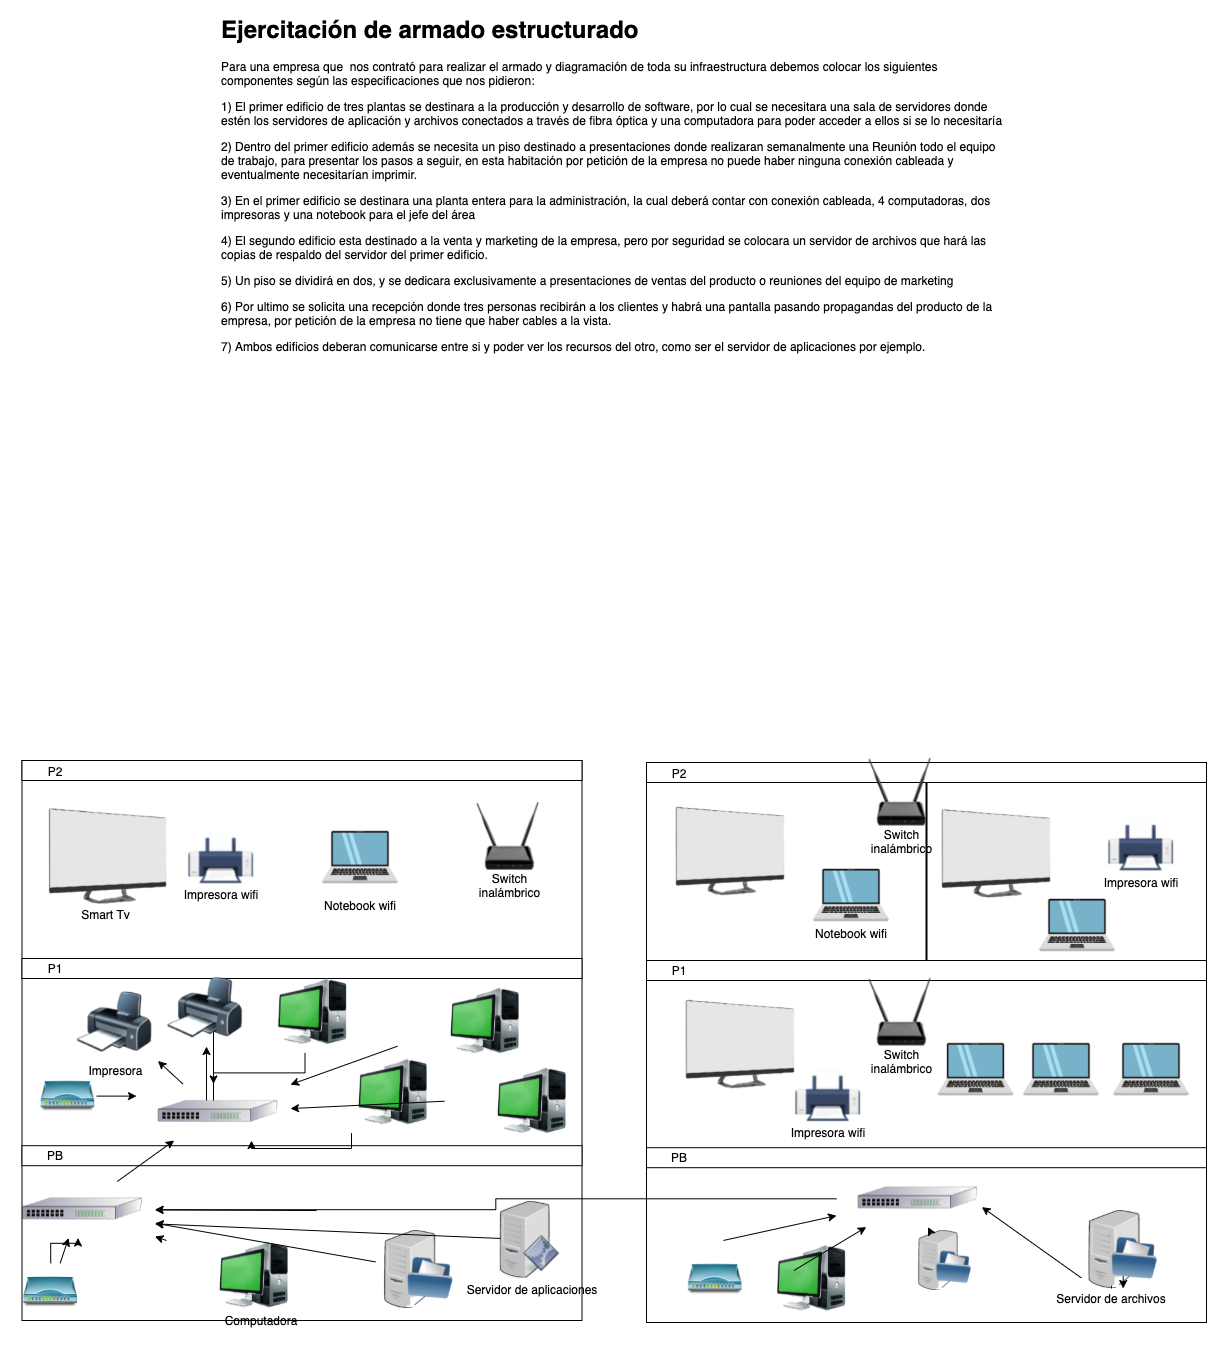 Ejercitación de armado estructurado
Para una empresa que  nos contrató para realizar el armado y diagramación de toda su infraestructura debemos colocar los siguientes
componentes según las especificaciones que nos pidieron:
1) El primer edificio de tres plantas se destinara a la producción y desarrollo de software, por lo cual se necesitara una sala de servidores donde
estén los servidores de aplicación y archivos conectados a través de fibra óptica y una computadora para poder acceder a ellos si se lo necesitaría
2) Dentro del primer edificio además se necesita un piso destinado a presentaciones donde realizaran semanalmente una Reunión todo el equipo
de trabajo, para presentar los pasos a seguir, en esta habitación por petición de la empresa no puede haber ninguna conexión cableada y
eventualmente necesitarían imprimir.
3) En el primer edificio se destinara una planta entera para la administración, la cual deberá contar con conexión cableada, 4 computadoras, dos
impresoras y una notebook para el jefe del área
4) El segundo edificio esta destinado a la venta y marketing de la empresa, pero por seguridad se colocara un servidor de archivos que hará las
copias de respaldo del servidor del primer edificio.
5) Un piso se dividirá en dos, y se dedicara exclusivamente a presentaciones de ventas del producto o reuniones del equipo de marketing
6) Por ultimo se solicita una recepción donde tres personas recibirán a los clientes y habrá una pantalla pasando propagandas del producto de la
empresa, por petición de la empresa no tiene que haber cables a la vista.
7) Ambos edificios deberan comunicarse entre si y poder ver los recursos del otro, como ser el servidor de aplicaciones por ejemplo.
P2
Smart Tv
Impresora wifi
Notebook wifi
Switch
inalámbrico
P1
Impresora
PB
Computadora
Servidor de aplicaciones
P2
Switch
inalámbrico
Notebook wifi
Impresora wifi
P1
Switch
inalámbrico
Impresora wifi
PB
Servidor de archivos